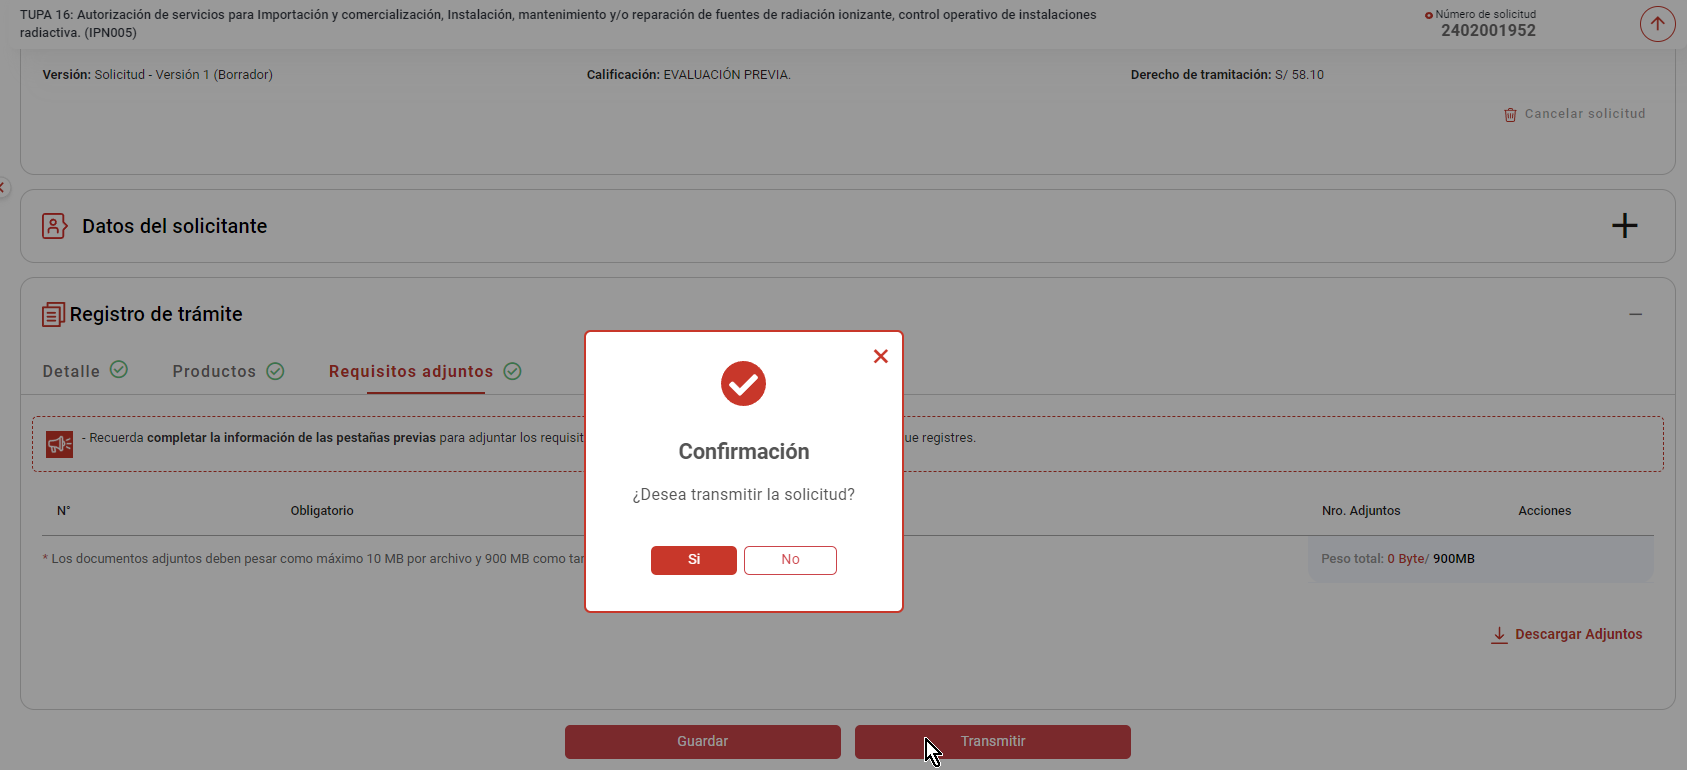 TUPA 16: Autorización de servicios para Importación y comercialización, Instalación, mantenimiento y/o reparación de fuentes de radiación ionizante, control operativo de instalaciones
radiactiva. (IPN005)
Número de solicitud
2402001952
Versión: Solicitud - Versión 1 (Borrador)
Calificación: EVALUACIÓN PREVIA.
Derecho de tramitación: S/ 58.10
Cancelar solicitud
Datos del solicitante
Registro de trámite
Detalle
Productos
Requisitos adjuntos
- Recuerda completar la información de las pestañas previas para adjuntar los requisit
ue registres.
Confirmación
¿Desea transmitir la solicitud?
Si
No
N°
Obligatorio
Nro. Adjuntos
Acciones
* Los documentos adjuntos deben pesar como máximo 10 MB por archivo y 900 MB como tar
Peso total: 0 Byte/ 900MB
Descargar Adjuntos
Guardar
Transmitir